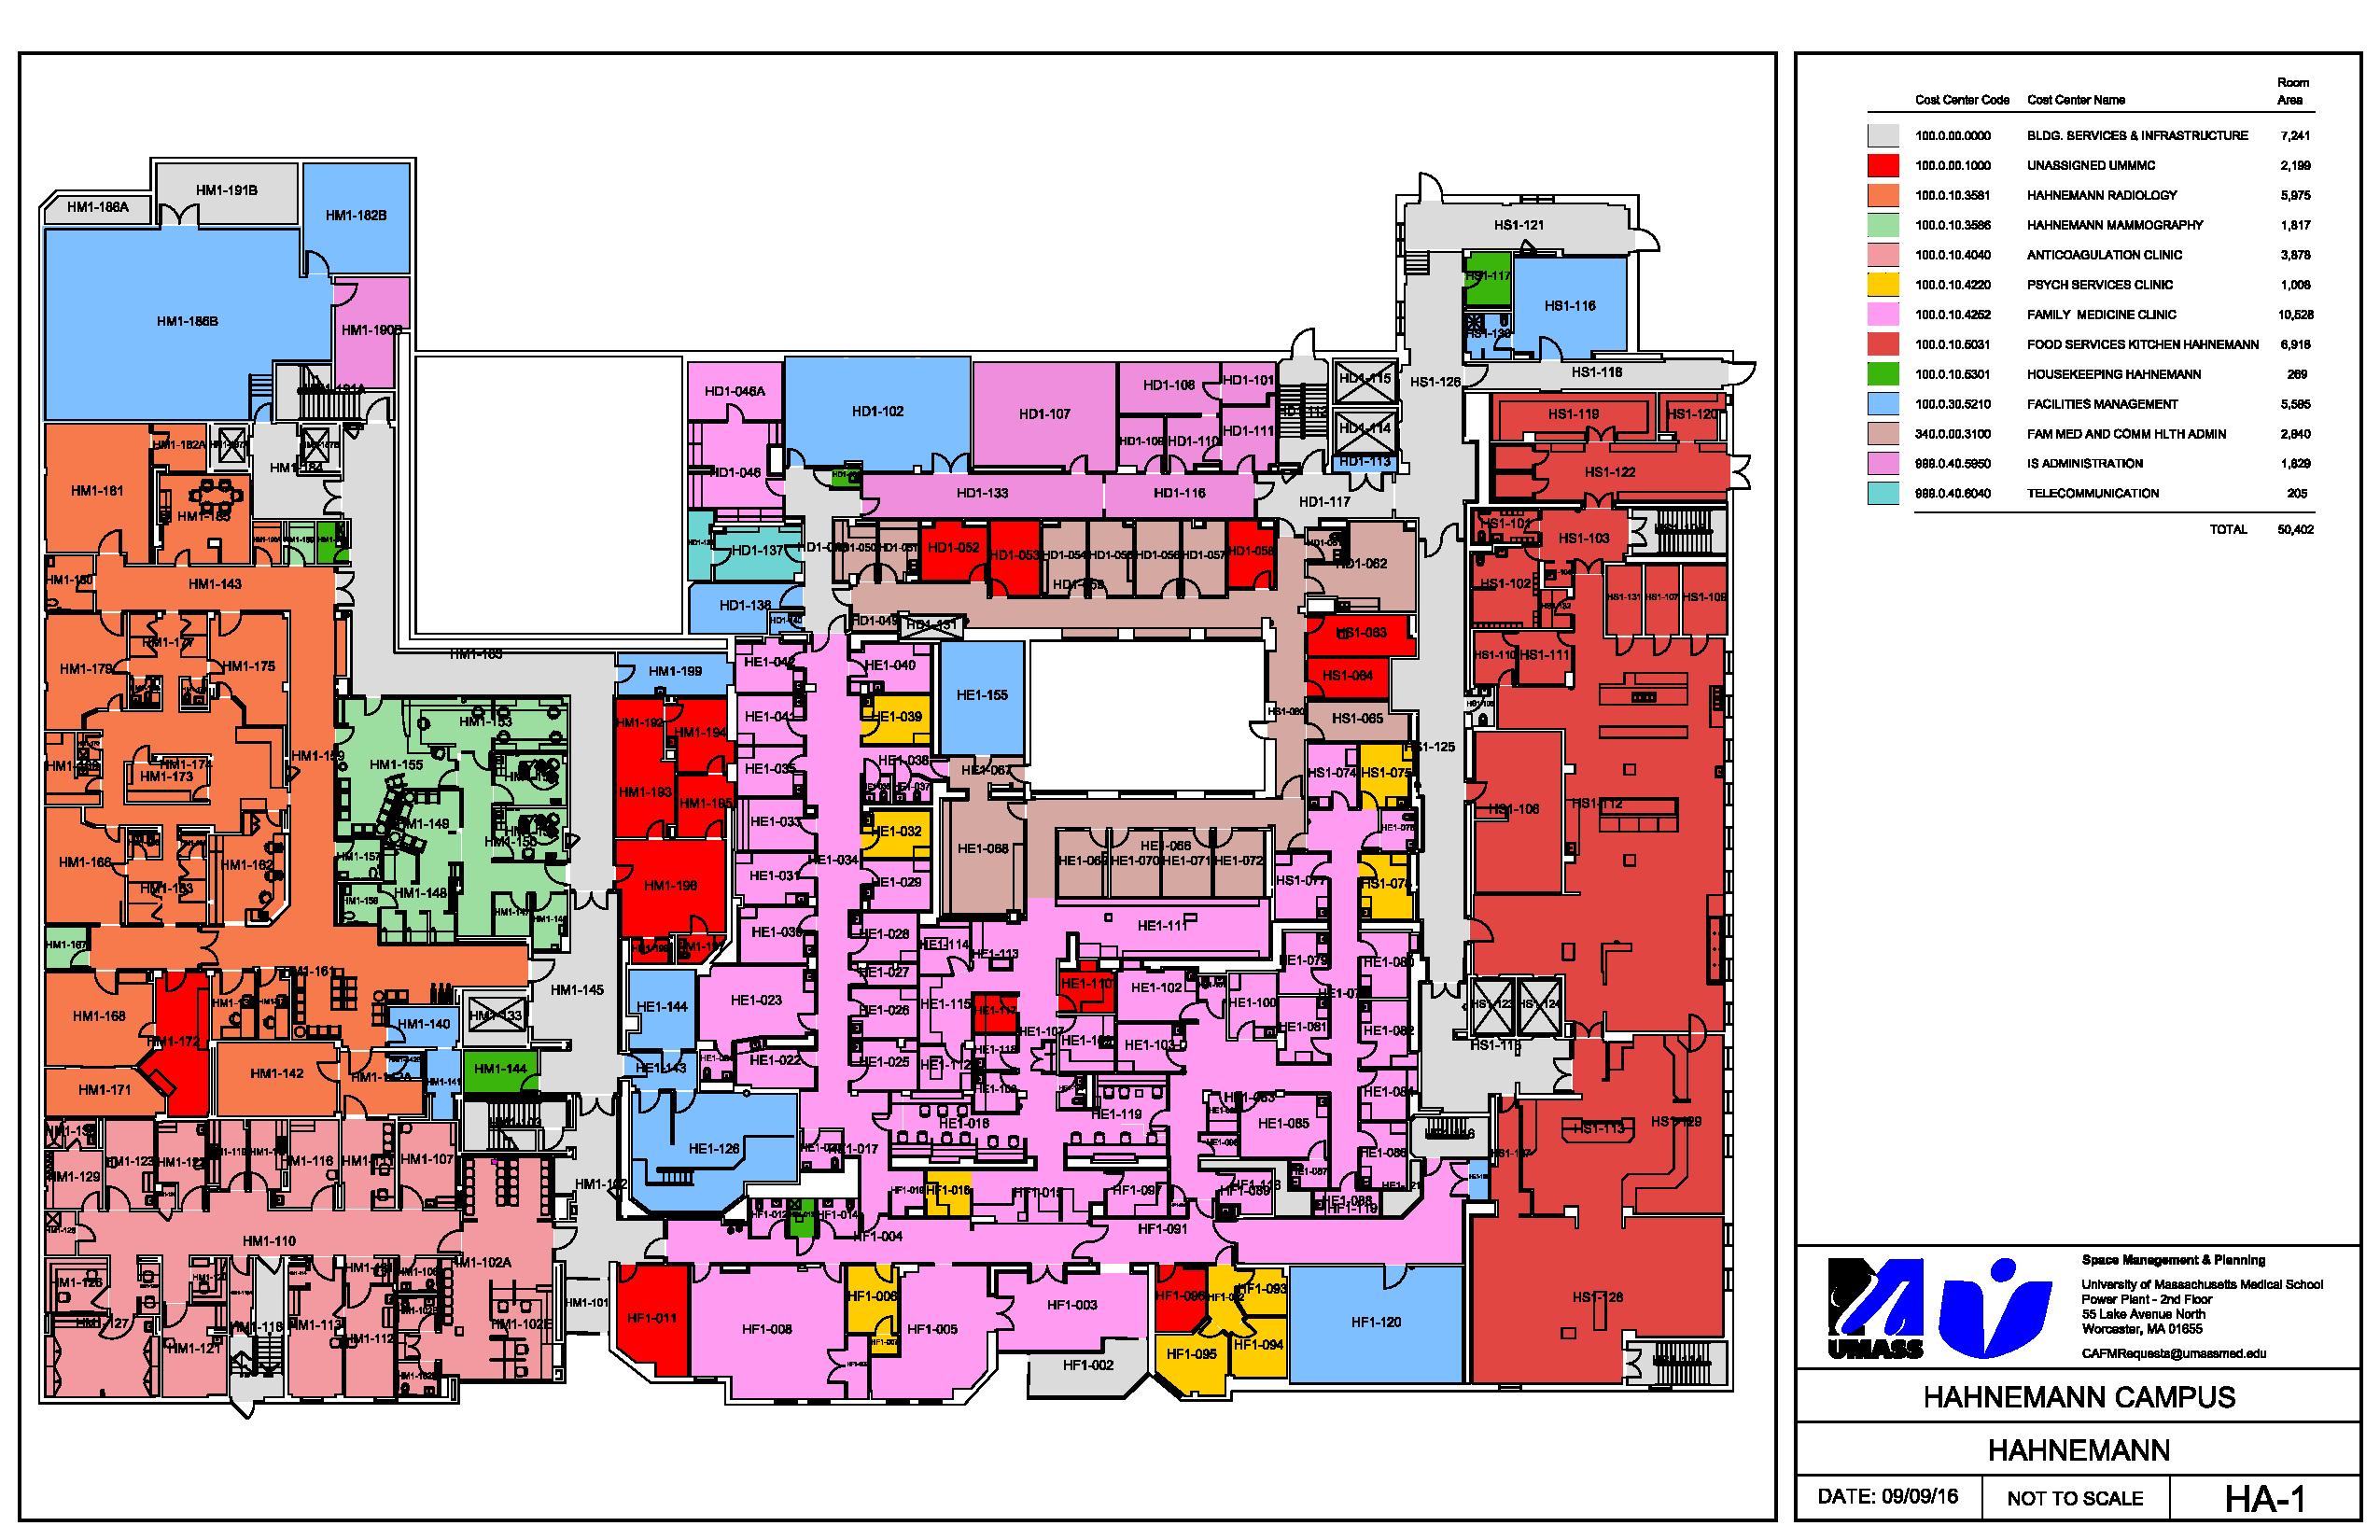 Room
Cost Center Code Cost Center Name Area
100.0.00.0000 BLDG. SERVICES & INFRASTRUCTURE 7,241
100.0.00.1000 UNASSIGNED UMMMC 2,199
100.0.10.3581 HAHNEMANN RADIOLOGY 5,975
100.0.10.3586 HAHNEMANN MAMMOGRAPHY 1,817
100.0.10.4040 ANTICOAGULATION CLINIC 3,878
100.0.10.4220 PSYCH SERVICES CLINIC 1,008
100.0.10.4252 FAMILY MEDICINE CLINIC 10,528
100.0.10.5031 FOOD SERVICES KITCHEN HAHNEMANN 6,918
100.0.10.5301 HOUSEKEEPING HAHNEMANN 269
100.0.30.5210 FACILITIES MANAGEMENT 5,585
340.0.00.3100 FAM MED AND COMM HLTH ADMIN 2,940
999.0.40.5950 IS ADMINISTRATION 1,829
999.0.40.6040 TELECOMMUNICATION 205
TOTAL 50,402
HM1-191B
HM1-186A
HM1-182B
HM1-186B
HM1-190B
HM1-181
HM1-182A
HM1-184
HM1-185
HM1-143
HM1-180
HM1-177
HM1-179
HM1-175
HM1-183
HM1-174
HM1-173
HM1-159
HM1-153
HM1-155
HM1-149
HM1-157
HM1-148
HM1-166
HM1-162
HM1-163
HM1-167
HM1-161
HM1-168
HM1-172
HM1-171
HM1-142
HM1-142A
HM1-140
HM1-141
HM1-133
HM1-144
HM1-145
HM1-199
HM1-192
HM1-194
HM1-193
HM1-195
HM1-196
HM1-129
HM1-123
HM1-116
HM1-107
HM1-110
HM1-102A
HM1-102
HM1-101
HM1-126
HM1-127
HM1-121
HM1-118
HM1-113
HM1-112
HM1-102E
HD1-046A
HD1-046
HD1-102
HD1-107
HD1-108
HD1-101
HD1-109
HD1-110
HD1-111
HD1-112
HD1-115
HD1-114
HD1-113
HD1-133
HD1-116
HD1-117
HD1-137
HD1-138
HD1-050
HD1-051
HD1-052
HD1-053
HD1-054
HD1-055
HD1-056
HD1-057
HD1-058
HD1-059
HD1-062
HD1-049
HD1-131
HS1-121
HS1-117
HS1-116
HS1-130
HS1-126
HS1-118
HS1-119
HS1-120
HS1-122
HS1-101
HS1-103
HS1-102
HS1-131
HS1-107
HS1-109
HS1-110
HS1-111
HS1-063
HS1-064
HS1-065
HS1-060
HS1-125
HS1-074
HS1-075
HS1-077
HS1-078
HS1-106
HS1-112
HS1-123
HS1-124
HS1-115
HS1-113
HS1-129
HS1-128
HE1-042
HE1-040
HE1-041
HE1-039
HE1-035
HE1-038
HE1-037
HE1-033
HE1-032
HE1-034
HE1-031
HE1-029
HE1-030
HE1-028
HE1-027
HE1-026
HE1-025
HE1-023
HE1-022
HE1-144
HE1-143
HE1-126
HE1-155
HE1-067
HE1-068
HE1-066
HE1-069
HE1-070
HE1-071
HE1-072
HE1-111
HE1-113
HE1-114
HE1-115
HE1-117
HE1-118
HE1-112
HE1-107
HE1-110
HE1-102
HE1-103
HE1-100
HE1-079
HE1-080
HE1-081
HE1-082
HE1-084
HE1-083
HE1-085
HE1-086
HE1-087
HE1-088
HE1-119
HE1-018
HE1-017
HF1-012
HF1-014
HF1-004
HF1-016
HF1-015
HF1-097
HF1-089
HF1-119
HF1-091
HF1-011
HF1-008
HF1-006
HF1-005
HF1-003
HF1-002
HF1-096
HF1-093
HF1-094
HF1-095
HF1-120
UMASS
Space Management & Planning
University of Massachusetts Medical School
Power Plant - 2nd Floor
55 Lake Avenue North
Worcester, MA 01655
CAFMRequests@umassmed.edu
HAHNEMANN CAMPUS
HAHNEMANN
DATE: 09/09/16
NOT TO SCALE
HA-1